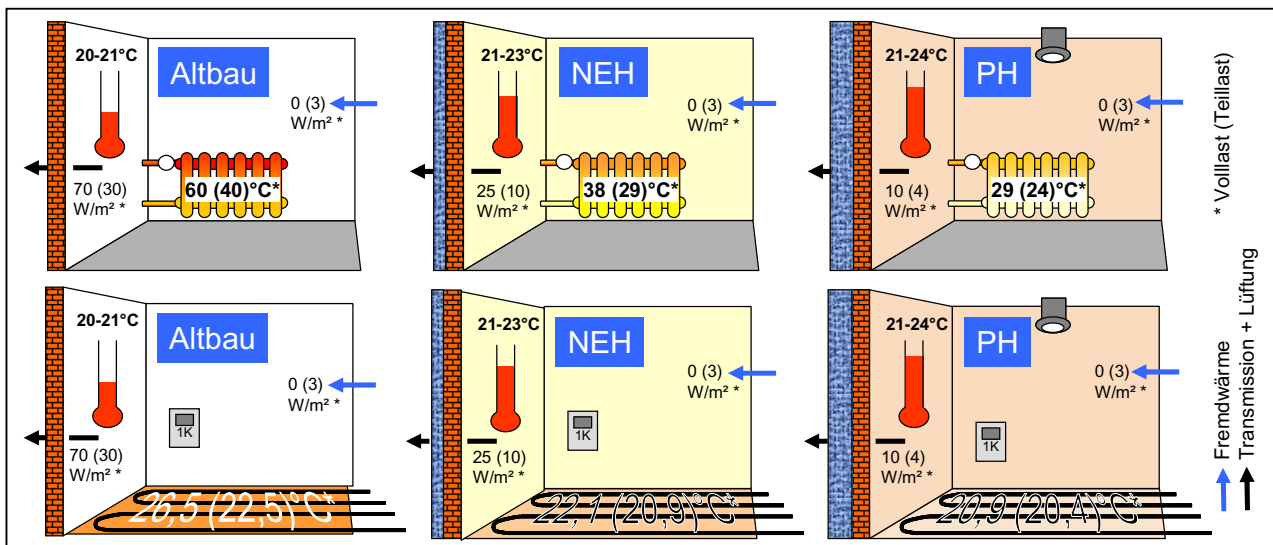 20-21°C
Altbau
0 (3)
W/m² *
70 (30)
W/m² *
60 (40)°C*
21-23°C
NEH
0 (3)
W/m² *
25 (10)
W/m² *
38 (29)°C*
21-24°C
PH
0 (3)
W/m² *
10 (4)
W/m² *
29 (24)°C*
20-21°C
Altbau
0 (3)
W/m² *
1K
70 (30)
W/m² *
26,5 (22,5)°C*
21-23°C
NEH
0 (3)
W/m² *
1K
25 (10)
W/m² *
22,1 (20,9)°C*
21-24°C
PH
0 (3)
W/m² *
1K
10 (4)
W/m² *
20,9 (20,4)°C*
* Volllast (Teillast)
Fremdwärme
Transmission + Lüftung